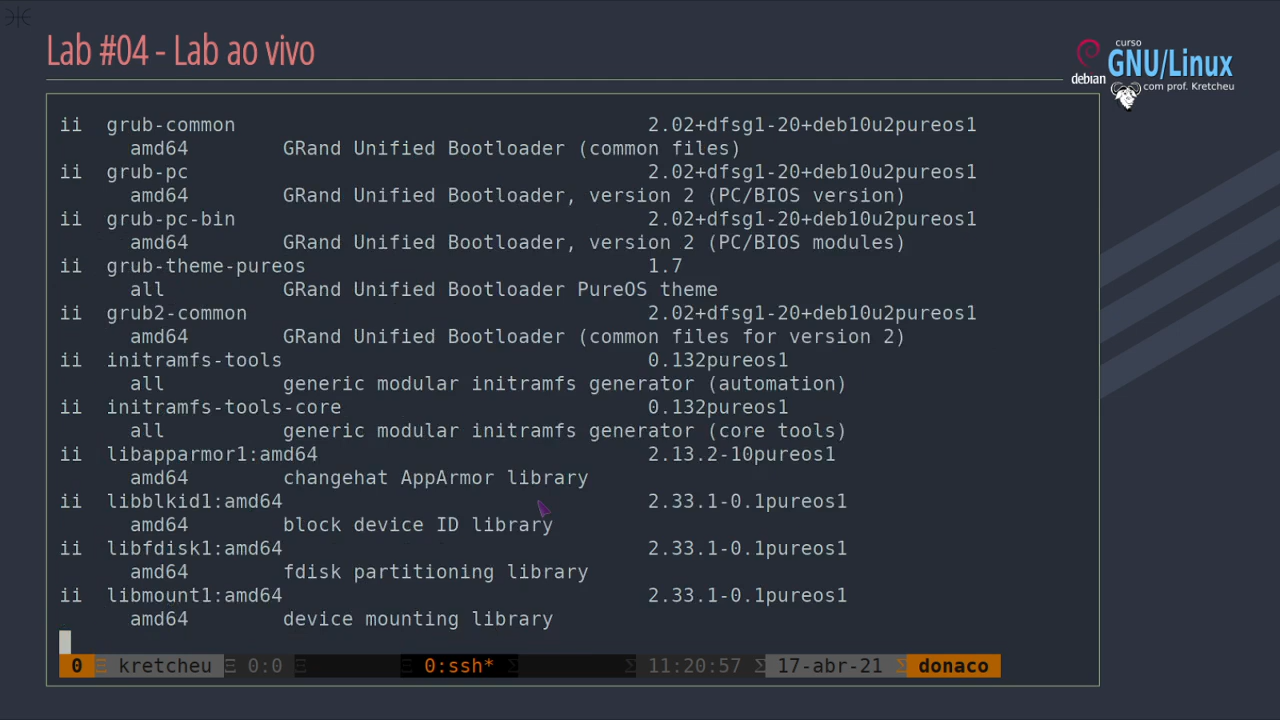 Lab #04 - Lab ao vivo
curso
GNU/Linux
debian
com prof. Kretcheu
ii grub-common 2.02+dfsg1-20+deb10u2pureos1
amd64 GRand Unified Bootloader (common files)
ii grub-pc 2.02+dfsg1-20+deb10u2pureos1
amd64 GRand Unified Bootloader, version 2 (PC/BIOS version)
ii grub-pc-bin 2.02+dfsg1-20+deb10u2pureos1
amd64 GRand Unified Bootloader, version 2 (PC/BIOS modules)
ii grub-theme-pureos 1.7
all GRand Unified Bootloader PureOS theme
ii grub2-common 2.02+dfsg1-20+deb10u2pureos1
amd64 GRand Unified Bootloader (common files for version 2)
ii initramfs-tools 0.132pureos1
all generic modular initramfs generator (automation)
ii initramfs-tools-core 0.132pureos1
all generic modular initramfs generator (core tools)
ii libapparmor1:amd64 2.13.2-10pureos1
amd64 changehat AppArmor library
ii libblkid1:amd64 2.33.1-0.1pureos1
amd64 block device ID library
ii libfdisk1:amd64 2.33.1-0.1pureos1
amd64 fdisk partitioning library
ii libmount1:amd64 2.33.1-0.1pureos1
amd64 device mounting library
0 Ξ kretcheu Ξ 0:0 Ξ 0:ssh* Σ Σ 11:20:57 Σ 17-abr-21 Σ donaco